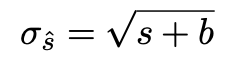 σ_ŝ = √(s + b)